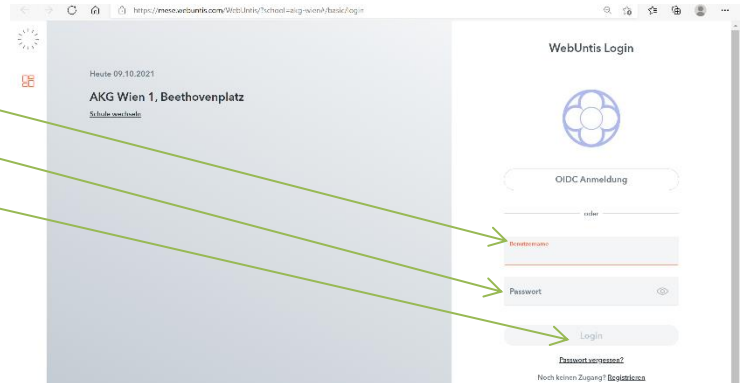 https://mese.webuntis.com/WebUntis/?school=akg-wien#/basic/login
WebUntis Login
Heute 09.10.2021
AKG Wien 1, Beethovenplatz
Schule wechseln
OIDC Anmeldung
oder
Benutzername
Passwort
Login
Passwort vergessen?
Noch keinen Zugang? Registrieren